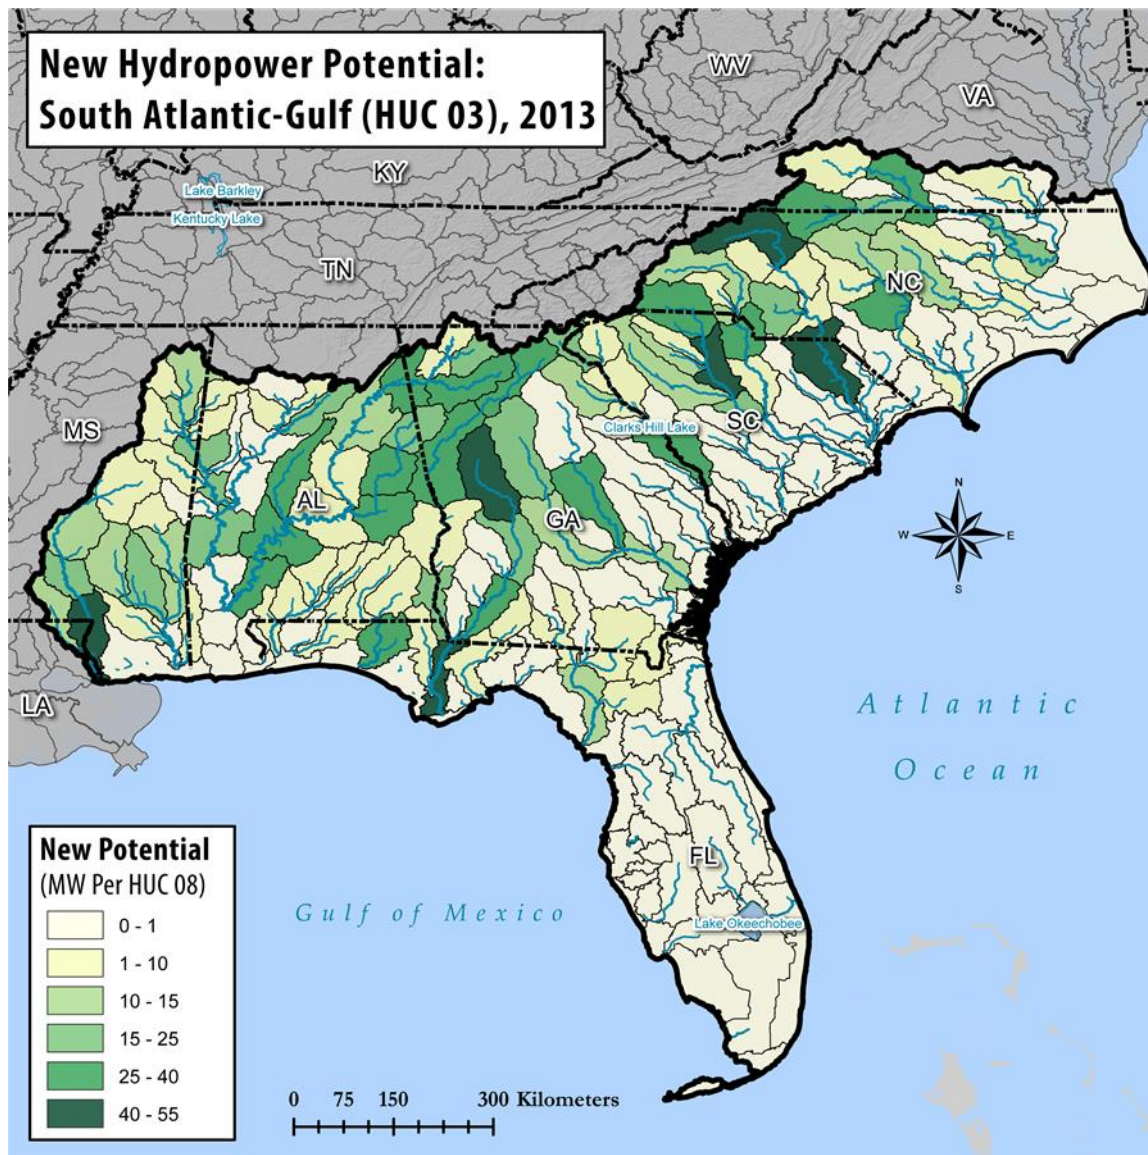 New Hydropower Potential:
South Atlantic-Gulf (HUC 03), 2013
WV
VA
KY
Lake Barkley
Kentucky Lake
TN
NC
MS
Clarks Hill Lake
SC
AL
GA
N
W
E
S
LA
Atlantic
Ocean
FL
Gulf of Mexico
Lake Okeechobee
New Potential
(MW Per HUC 08)
0 - 1
1 - 10
10 - 15
15 - 25
25 - 40
40 - 55
0 75 150 300 Kilometers